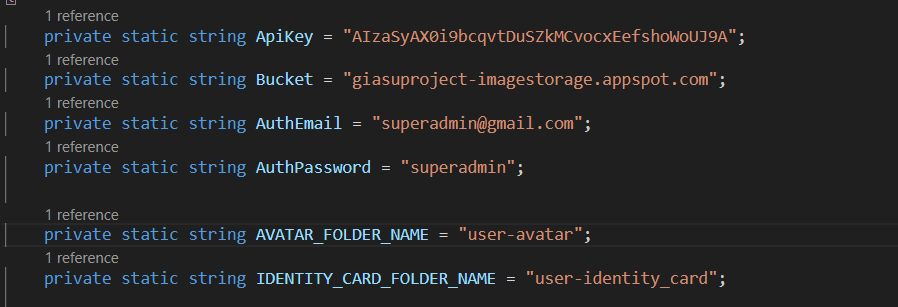 1 reference
private static string ApiKey = "AIzaSyAX0i9bcqvtDuSZkMCvocxEefshoWoUJ9A";
1 reference
private static string Bucket = "giasuproject-imagestorage.appspot.com";
1 reference
private static string AuthEmail = "superadmin@gmail.com";
1 reference
private static string AuthPassword = "superadmin";
1 reference
private static string AVATAR_FOLDER_NAME = "user-avatar";
1 reference
private static string IDENTITY_CARD_FOLDER_NAME = "user-identity_card";